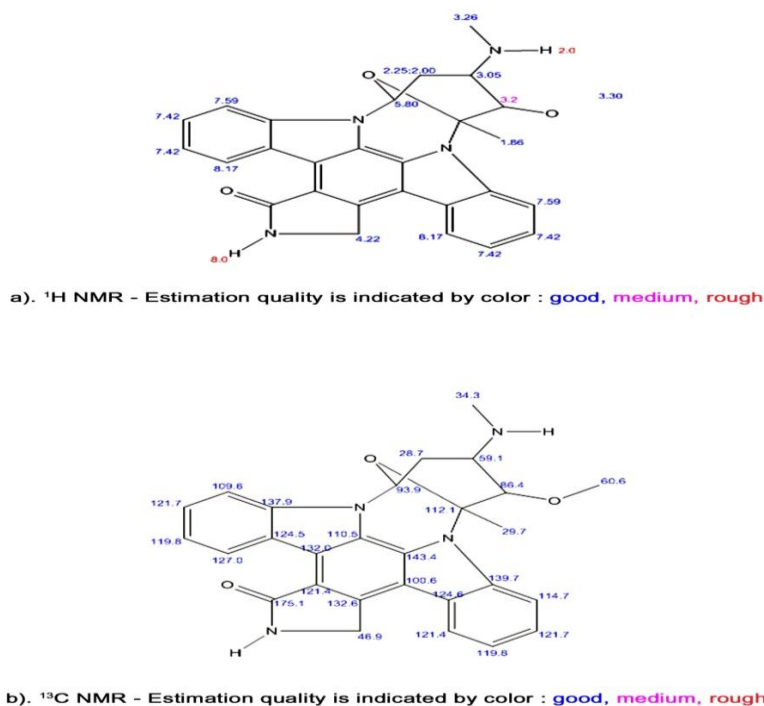 3.26
N H 2.0
O 2.25;2.00 3.05
3.2 3.30
5.80 O
7.59
7.42 N
1.86
7.42 N
8.17
O 7.59
N 4.22 8.17 7.42
H 7.42
8.0
a). ¹H NMR - Estimation quality is indicated by color : good, medium, rough
34.3
N H
O 28.7 59.1
86.4 60.6
93.9 O
109.6
121.7 137.9 N 112.1
29.7
119.8 124.5 110.5 N
132.0 143.4
127.0
O 121.4 100.6 139.7
175.1 132.6 124.6 114.7
N 46.9 121.4 121.7
H 119.8
b). ¹³C NMR - Estimation quality is indicated by color : good, medium, rough